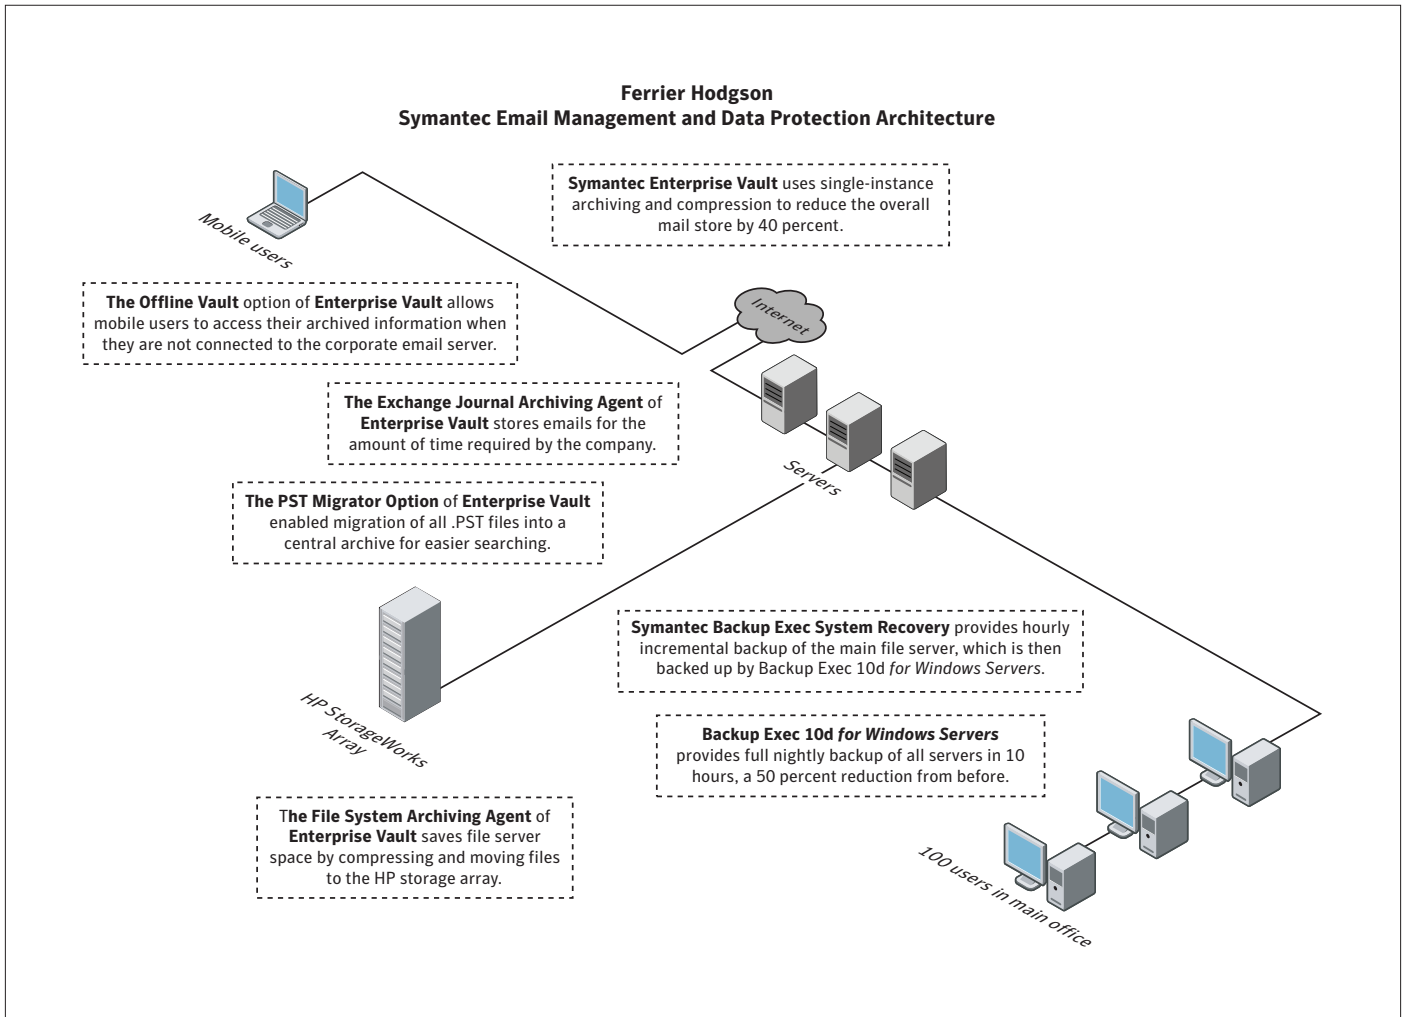 Ferrier Hodgson
Symantec Email Management and Data Protection Architecture
Symantec Enterprise Vault uses single-instance
archiving and compression to reduce the overall
mail store by 40 percent.
Mobile users
The Offline Vault option of Enterprise Vault allows
mobile users to access their archived information when
they are not connected to the corporate email server.
Internet
The Exchange Journal Archiving Agent of
Enterprise Vault stores emails for the
amount of time required by the company.
Servers
The PST Migrator Option of Enterprise Vault
enabled migration of all .PST files into a
central archive for easier searching.
Symantec Backup Exec System Recovery provides hourly
incremental backup of the main file server, which is then
backed up by Backup Exec 10d for Windows Servers.
HP StorageWorks
Array
Backup Exec 10d for Windows Servers
provides full nightly backup of all servers in 10
hours, a 50 percent reduction from before.
The File System Archiving Agent of
Enterprise Vault saves file server
space by compressing and moving files
to the HP storage array.
100 users in main office